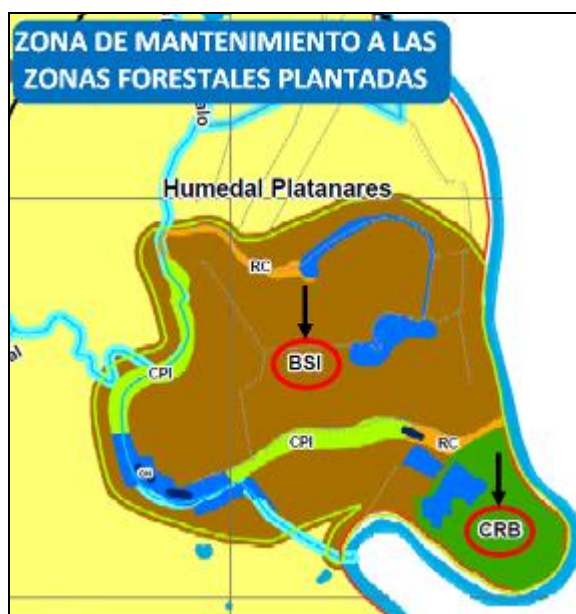 ZONA DE MANTENIMIENTO A LAS
ZONAS FORESTALES PLANTADAS
Humedal Platanares
RC
BSI
CPI
CPI
RC
CRB